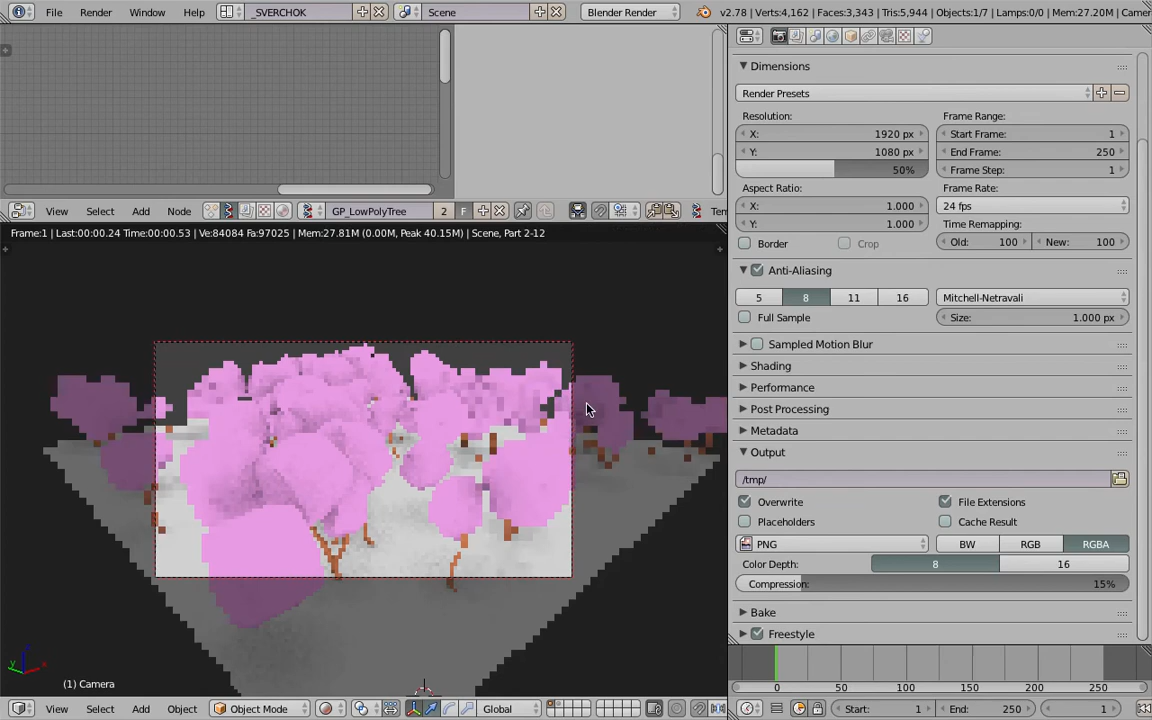 File Render Window Help _SVERCHOK Scene Blender Render v2.78 | Verts:4,162 | Faces:3,343 | Tris:5,944 | Objects:1/7 | Lamps:0/0 | Mem:27.20M | Camer
Dimensions
Render Presets
Resolution: Frame Range:
X: 1920 px Start Frame: 1
Y: 1080 px End Frame: 250
50% Frame Step: 1
Aspect Ratio: Frame Rate:
X: 1.000 24 fps
View Select Add Node GP_LowPolyTree 2 F Tem
Y: 1.000 Time Remapping:
Frame:1 | Last:00:00.24 Time:00:00.53 | Ve:84084 Fa:97025 | Mem:27.81M (0.00M, Peak 40.15M) | Scene, Part 2-12
Border Crop Old: 100 New: 100
Anti-Aliasing
5 8 11 16 Mitchell-Netravali
Full Sample Size: 1.000 px
Sampled Motion Blur
Shading
Performance
Post Processing
Metadata
Output
/tmp/
Overwrite File Extensions
Placeholders Cache Result
PNG BW RGB RGBA
Color Depth: 8 16
Compression: 15%
Bake
Freestyle
z
y x
(1) Camera
0 50 100 150 200 250
View Select Add Object Object Mode Global Start: 1 End: 250 1